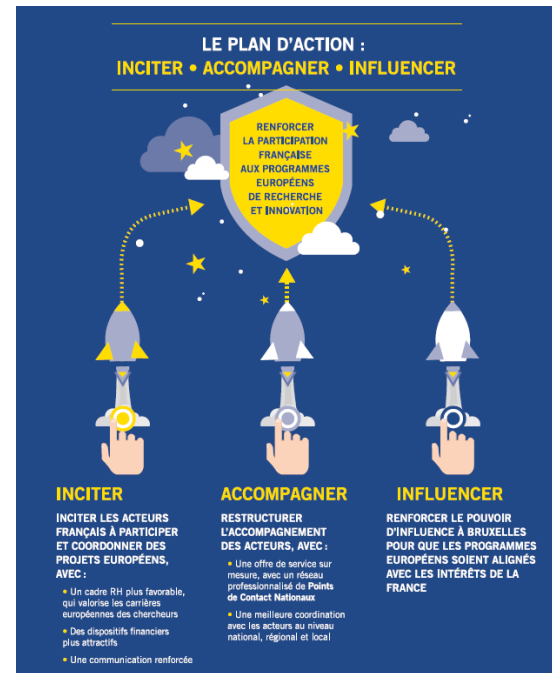 LE PLAN D'ACTION :
INCITER • ACCOMPAGNER • INFLUENCER
RENFORCER
LA PARTICIPATION
FRANÇAISE
AUX PROGRAMMES
EUROPÉENS
DE RECHERCHE
ET INNOVATION
INCITER
INCITER LES ACTEURS
FRANÇAIS À PARTICIPER
ET COORDONNER DES
PROJETS EUROPÉENS,
AVEC :
• Un cadre RH plus favorable,
qui valorise les carrières
européennes des chercheurs
• Des dispositifs financiers
plus attractifs
• Une communication renforcée
ACCOMPAGNER
RESTRUCTURER
L'ACCOMPAGNEMENT
DES ACTEURS, AVEC :
• Une offre de service sur
mesure, avec un réseau
professionnalisé de Points
de Contact Nationaux
• Une meilleure coordination
avec les acteurs au niveau
national, régional et local
INFLUENCER
RENFORCER LE POUVOIR
D'INFLUENCE À BRUXELLES
POUR QUE LES PROGRAMMES
EUROPÉENS SOIENT ALIGNÉS
AVEC LES INTÉRÊTS DE LA
FRANCE